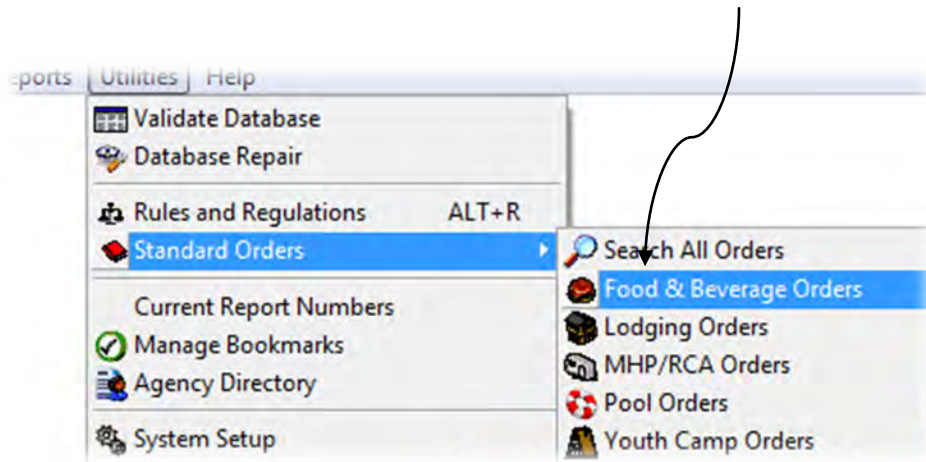 eports Utilities Help
Validate Database
Database Repair
Rules and Regulations ALT+R
Standard Orders
Current Report Numbers
Manage Bookmarks
Agency Directory
System Setup
Search All Orders
Food & Beverage Orders
Lodging Orders
MHP/RCA Orders
Pool Orders
Youth Camp Orders